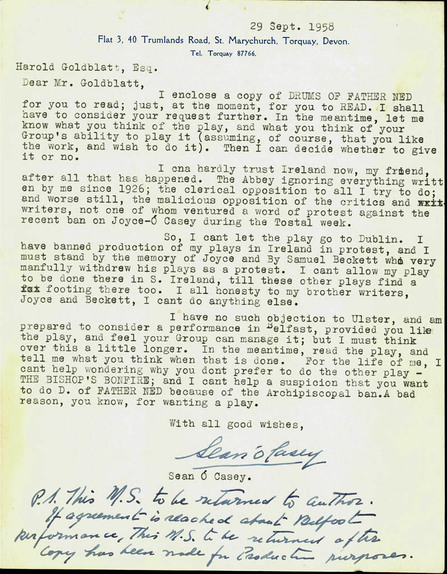 29 Sept. 1958
Flat 3, 40 Trumlands Road, St. Marychurch, Torquay, Devon.
Tel. Torquay 87766.
Harold Goldblatt, Esq.
Dear Mr. Goldblatt,
I enclose a copy of DRUMS OF FATHER NED
for you to read; just, at the moment, for you to READ. I shall
have to consider your request further. In the meantime, let me
know what you think of the play, and what you think of your
Group's ability to play it (assuming, of course, that you like
the work, and wish to do it). Then I can decide whether to give
it or no.
I cna hardly trust Ireland now, my friend,
after all that has happened. The Abbey ignoring everything writt
en by me since 1926; the clerical opposition to all I try to do;
and worse still, the malicious opposition of the critics and writ-
writers, not one of whom ventured a word of protest against the
recent ban on Joyce-Ó Casey during the Tostal week.
So, I cant let the play go to Dublin. I
have banned production of my plays in Ireland in protest, and I
must stand by the memory of Joyce and By Samuel Beckett who very
manfully withdrew his plays as a protest. I cant allow my play
to be done there in S. Ireland, till these other plays find a
footing there too. I all honesty to my brother writers,
Joyce and Beckett, I cant do anything else.
I have no such objection to Ulster, and am
prepared to consider a performance in Belfast, provided you like
the play, and feel your Group can manage it; but I must think
over this a little longer. In the meantime, read the play, and
tell me what you think when that is done. For the life of me, I
cant help wondering why you dont prefer to do the other play -
THE BISHOP'S BONFIRE; and I cant help a suspicion that you want
to do D. of FATHER NED because of the Archipiscopal ban.A bad
reason, you know, for wanting a play.
With all good wishes,
Sean Ó Casey
Sean Ó Casey.
P.S. This M.S. to be returned to author.
If agreement is reached about Belfast
performance, this M.S. to be returned after
copy has been made for Production purposes.